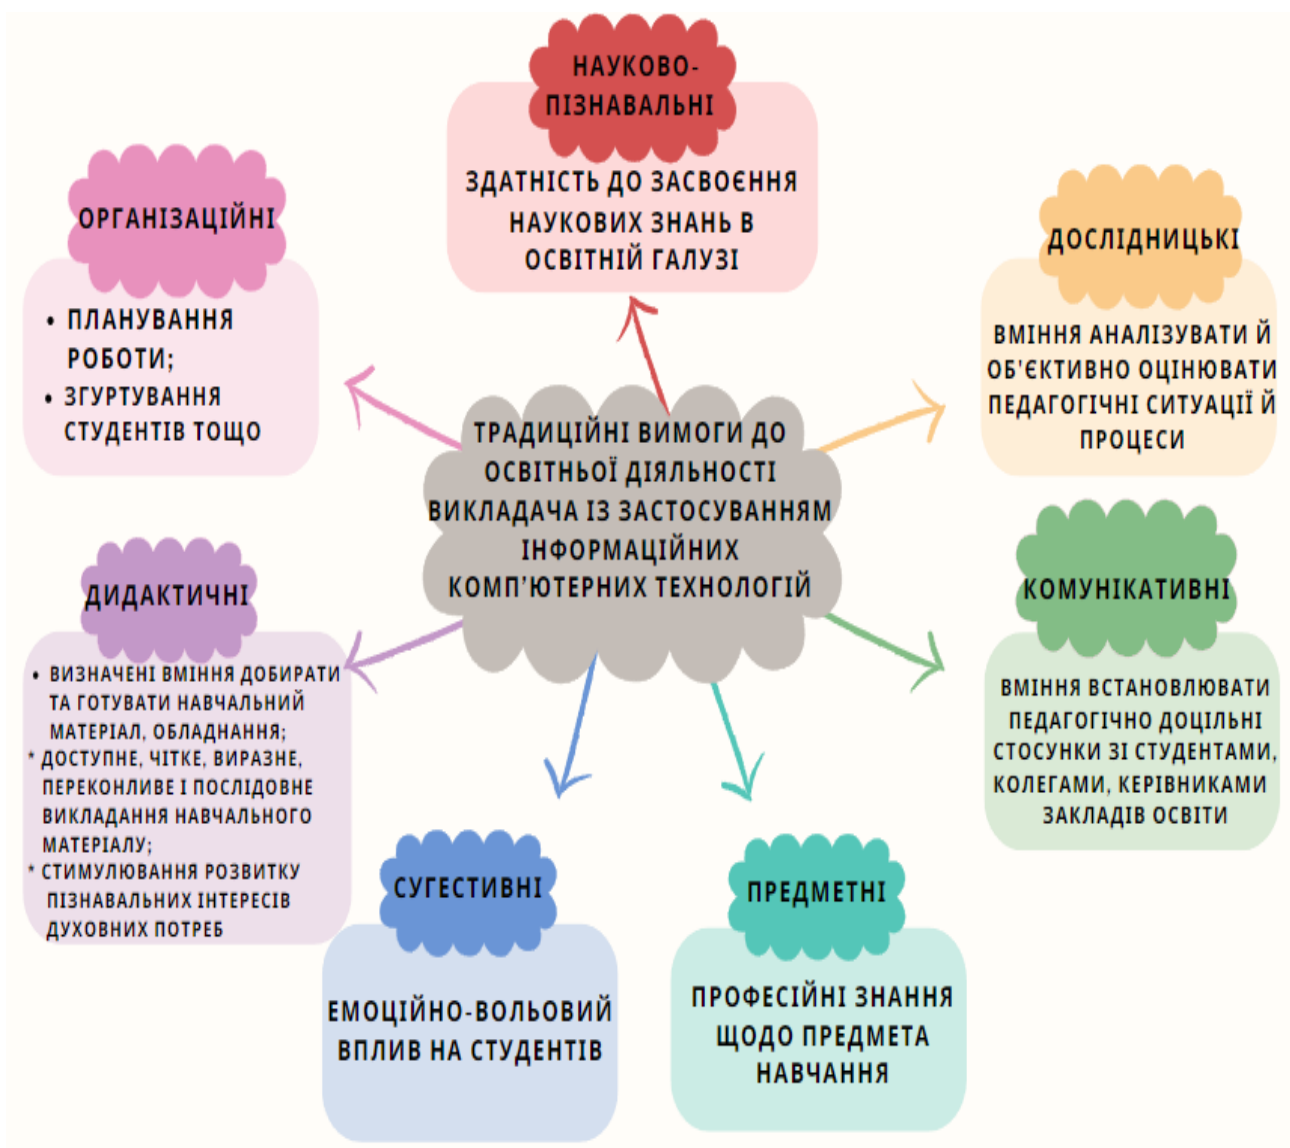 НАУКОВО-
ПІЗНАВАЛЬНІ
ЗДАТНІСТЬ ДО ЗАСВОЄННЯ
НАУКОВИХ ЗНАНЬ В
ОСВІТНІЙ ГАЛУЗІ
ОРГАНІЗАЦІЙНІ
• ПЛАНУВАННЯ
РОБОТИ;
• ЗГУРТУВАННЯ
СТУДЕНТІВ ТОЩО
ДОСЛІДНИЦЬКІ
ВМІННЯ АНАЛІЗУВАТИ Й
ОБ'ЄКТИВНО ОЦІНЮВАТИ
ПЕДАГОГІЧНІ СИТУАЦІЇ Й
ПРОЦЕСИ
ТРАДИЦІЙНІ ВИМОГИ ДО
ОСВІТНЬОЇ ДІЯЛЬНОСТІ
ВИКЛАДАЧА ІЗ ЗАСТОСУВАННЯМ
ІНФОРМАЦІЙНИХ
КОМП’ЮТЕРНИХ ТЕХНОЛОГІЙ
ДИДАКТИЧНІ
• ВИЗНАЧЕНІ ВМІННЯ ДОБИРАТИ
ТА ГОТУВАТИ НАВЧАЛЬНИЙ
МАТЕРІАЛ, ОБЛАДНАННЯ;
* ДОСТУПНЕ, ЧІТКЕ, ВИРАЗНЕ,
ПЕРЕКОНЛИВЕ І ПОСЛІДОВНЕ
ВИКЛАДАННЯ НАВЧАЛЬНОГО
МАТЕРІАЛУ;
* СТИМУЛЮВАННЯ РОЗВИТКУ
ПІЗНАВАЛЬНИХ ІНТЕРЕСІВ
ДУХОВНИХ ПОТРЕБ
КОМУНІКАТИВНІ
ВМІННЯ ВСТАНОВЛЮВАТИ
ПЕДАГОГІЧНО ДОЦІЛЬНІ
СТОСУНКИ ЗІ СТУДЕНТАМИ,
КОЛЕГАМИ, КЕРІВНИКАМИ
ЗАКЛАДІВ ОСВІТИ
СУГЕСТИВНІ
ЕМОЦІЙНО-ВОЛЬОВИЙ
ВПЛИВ НА СТУДЕНТІВ
ПРЕДМЕТНІ
ПРОФЕСІЙНІ ЗНАННЯ
ЩОДО ПРЕДМЕТА
НАВЧАННЯ